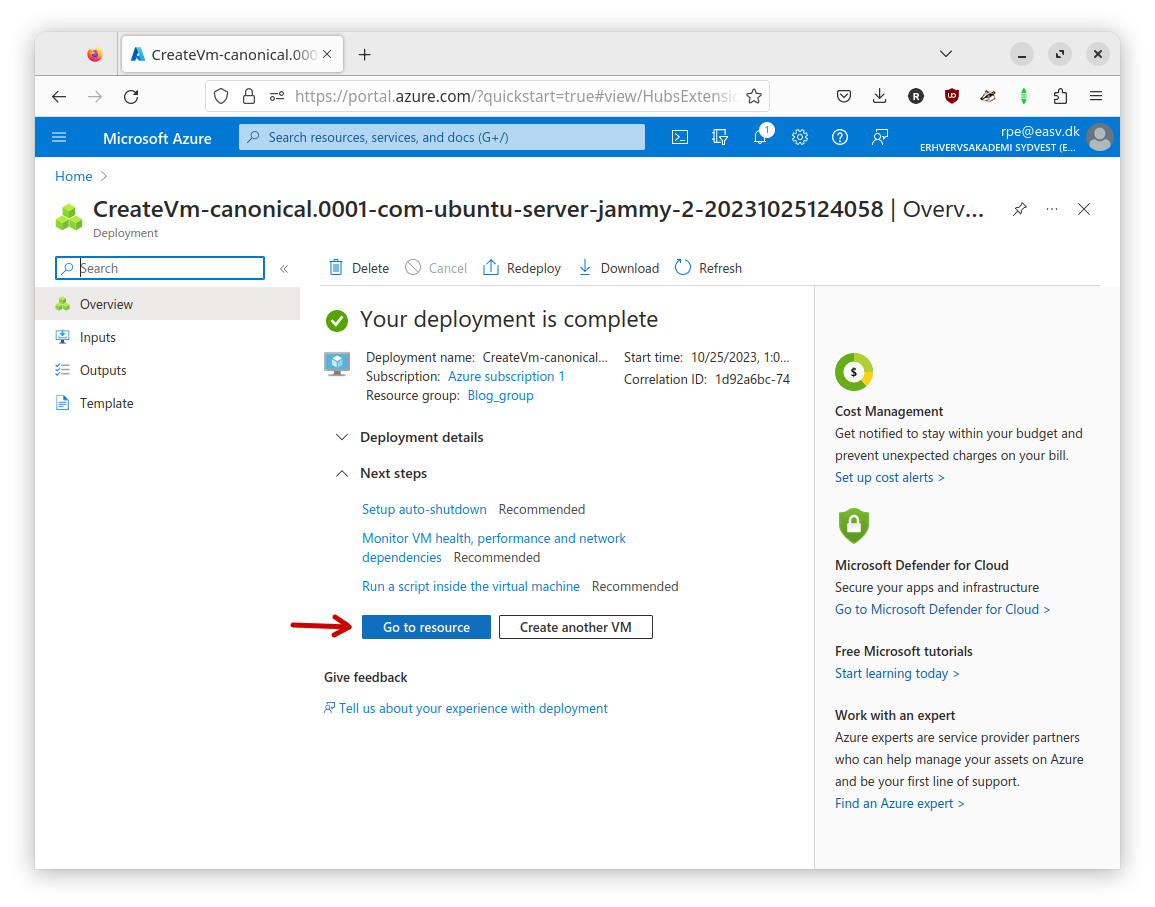 CreateVm-canonical.000
https://portal.azure.com/?quickstart=true#view/HubsExtensio
Microsoft Azure
Search resources, services, and docs (G+/)
1
rpe@easv.dk
ERHVERVSAKADEMI SYDVEST (E...
Home
CreateVm-canonical.0001-com-ubuntu-server-jammy-2-20231025124058 | Overv...
Deployment
Search
«
Delete
Cancel
Redeploy
Download
Refresh
Overview
Inputs
Outputs
Template
Your deployment is complete
Deployment name: CreateVm-canonical...
Subscription: Azure subscription 1
Resource group: Blog_group
Start time: 10/25/2023, 1:0...
Correlation ID: 1d92a6bc-74
Deployment details
Next steps
Setup auto-shutdown Recommended
Monitor VM health, performance and network
dependencies Recommended
Run a script inside the virtual machine Recommended
Go to resource
Create another VM
Give feedback
Tell us about your experience with deployment
$
Cost Management
Get notified to stay within your budget and
prevent unexpected charges on your bill.
Set up cost alerts >
Microsoft Defender for Cloud
Secure your apps and infrastructure
Go to Microsoft Defender for Cloud >
Free Microsoft tutorials
Start learning today >
Work with an expert
Azure experts are service provider partners
who can help manage your assets on Azure
and be your first line of support.
Find an Azure expert >